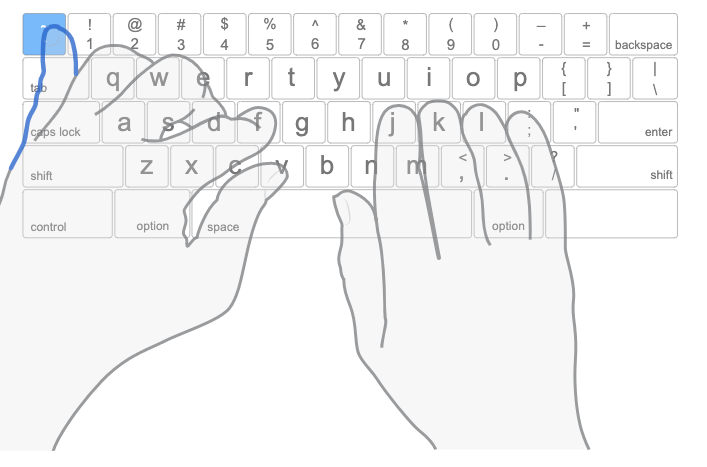 ~ ! @ # $ % ^ & * ( ) – +
1 2 3 4 5 6 7 8 9 0 - = backspace
tab q w e r t y u i o p { } |
[ ] \
caps lock a s d f g h j k l : " enter
; '
shift z x c v b n m < > ? shift
, . /
control option space option